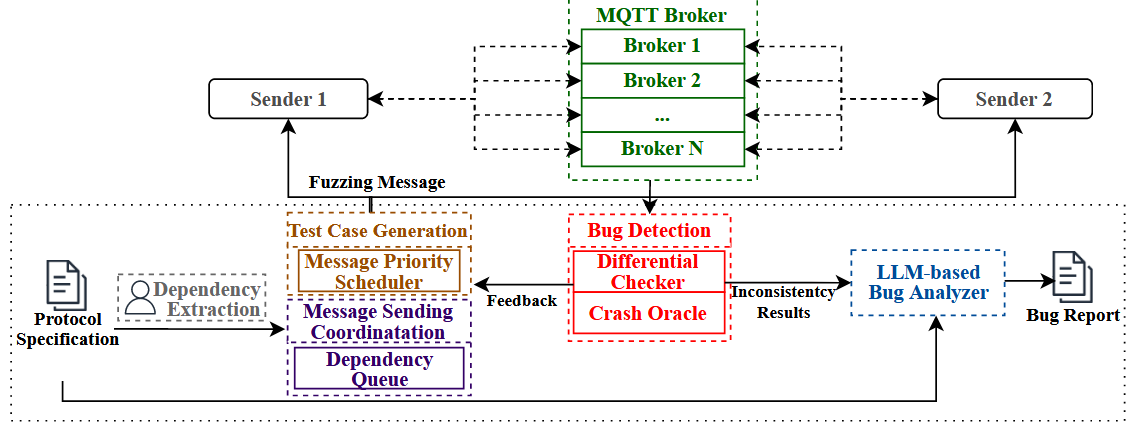 MQTT Broker
Broker 1
Broker 2
...
Broker N
Sender 1
Sender 2
Fuzzing Message
Test Case Generation
Message Priority
Scheduler
Message Sending
Coordinatation
Dependency
Queue
Bug Detection
Differential
Checker
Crash Oracle
Feedback
Inconsistentcy
Results
LLM-based
Bug Analyzer
Bug Report
Protocol
Specification
Dependency
Extraction